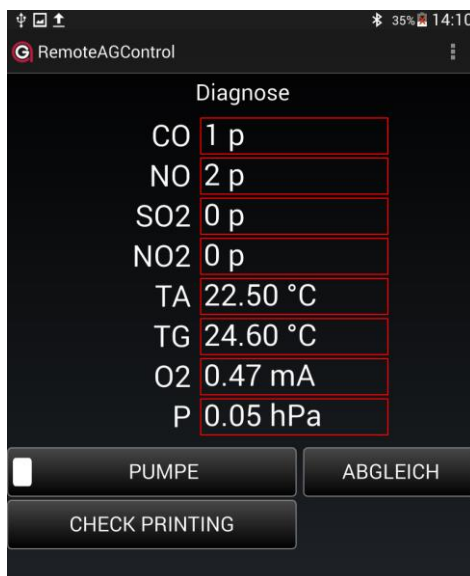 35% 14:10
G RemoteAGControl
Diagnose
CO 1 p
NO 2 p
SO2 0 p
NO2 0 p
TA 22.50 °C
TG 24.60 °C
O2 0.47 mA
P 0.05 hPa
PUMPE ABGLEICH
CHECK PRINTING